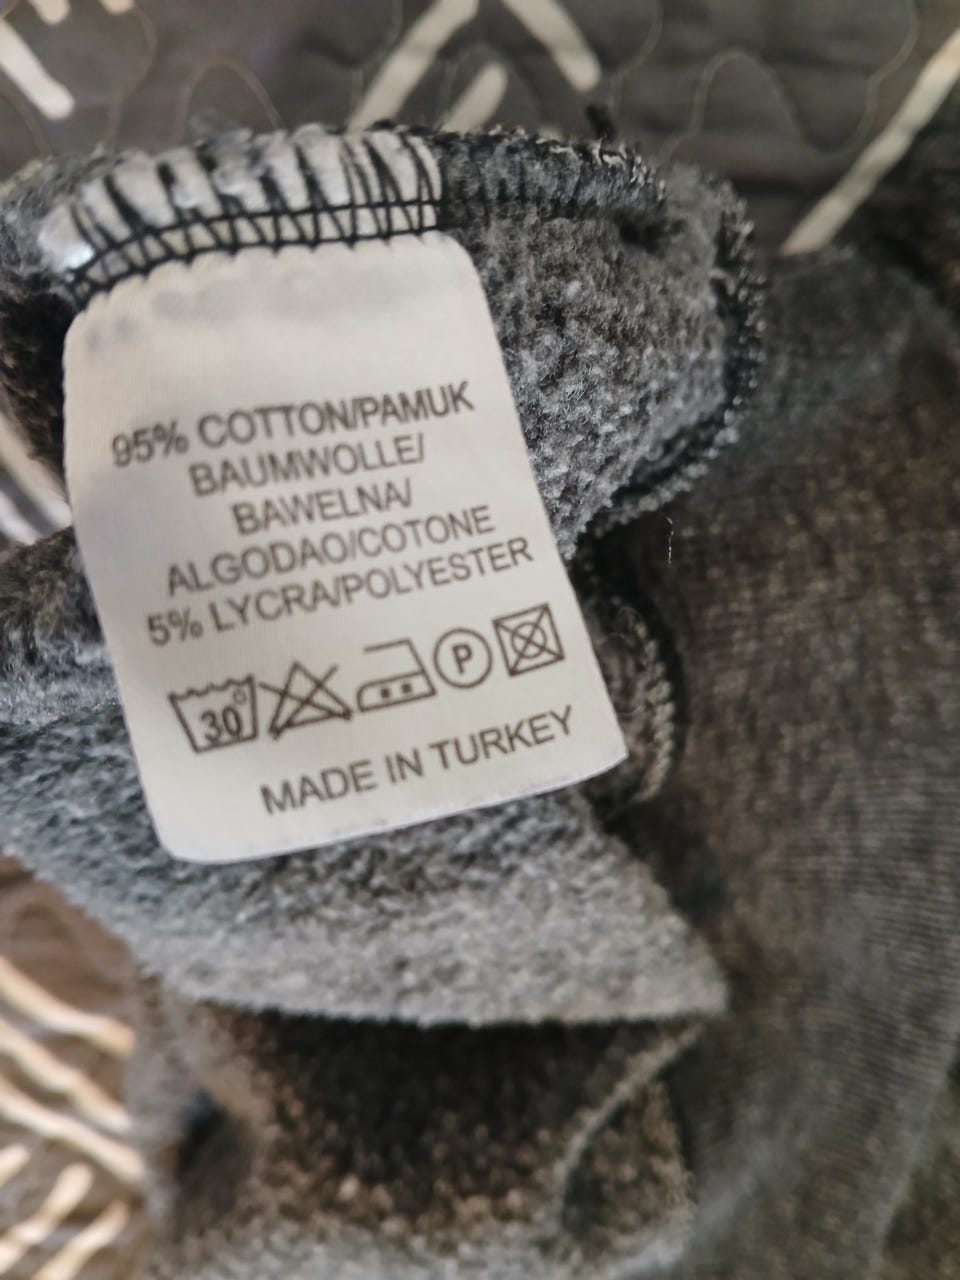 95% COTTON/PAMUK
BAUMWOLLE/
BAWELNA/
ALGODAO/COTONE
5% LYCRA/POLYESTER
30° P
MADE IN TURKEY